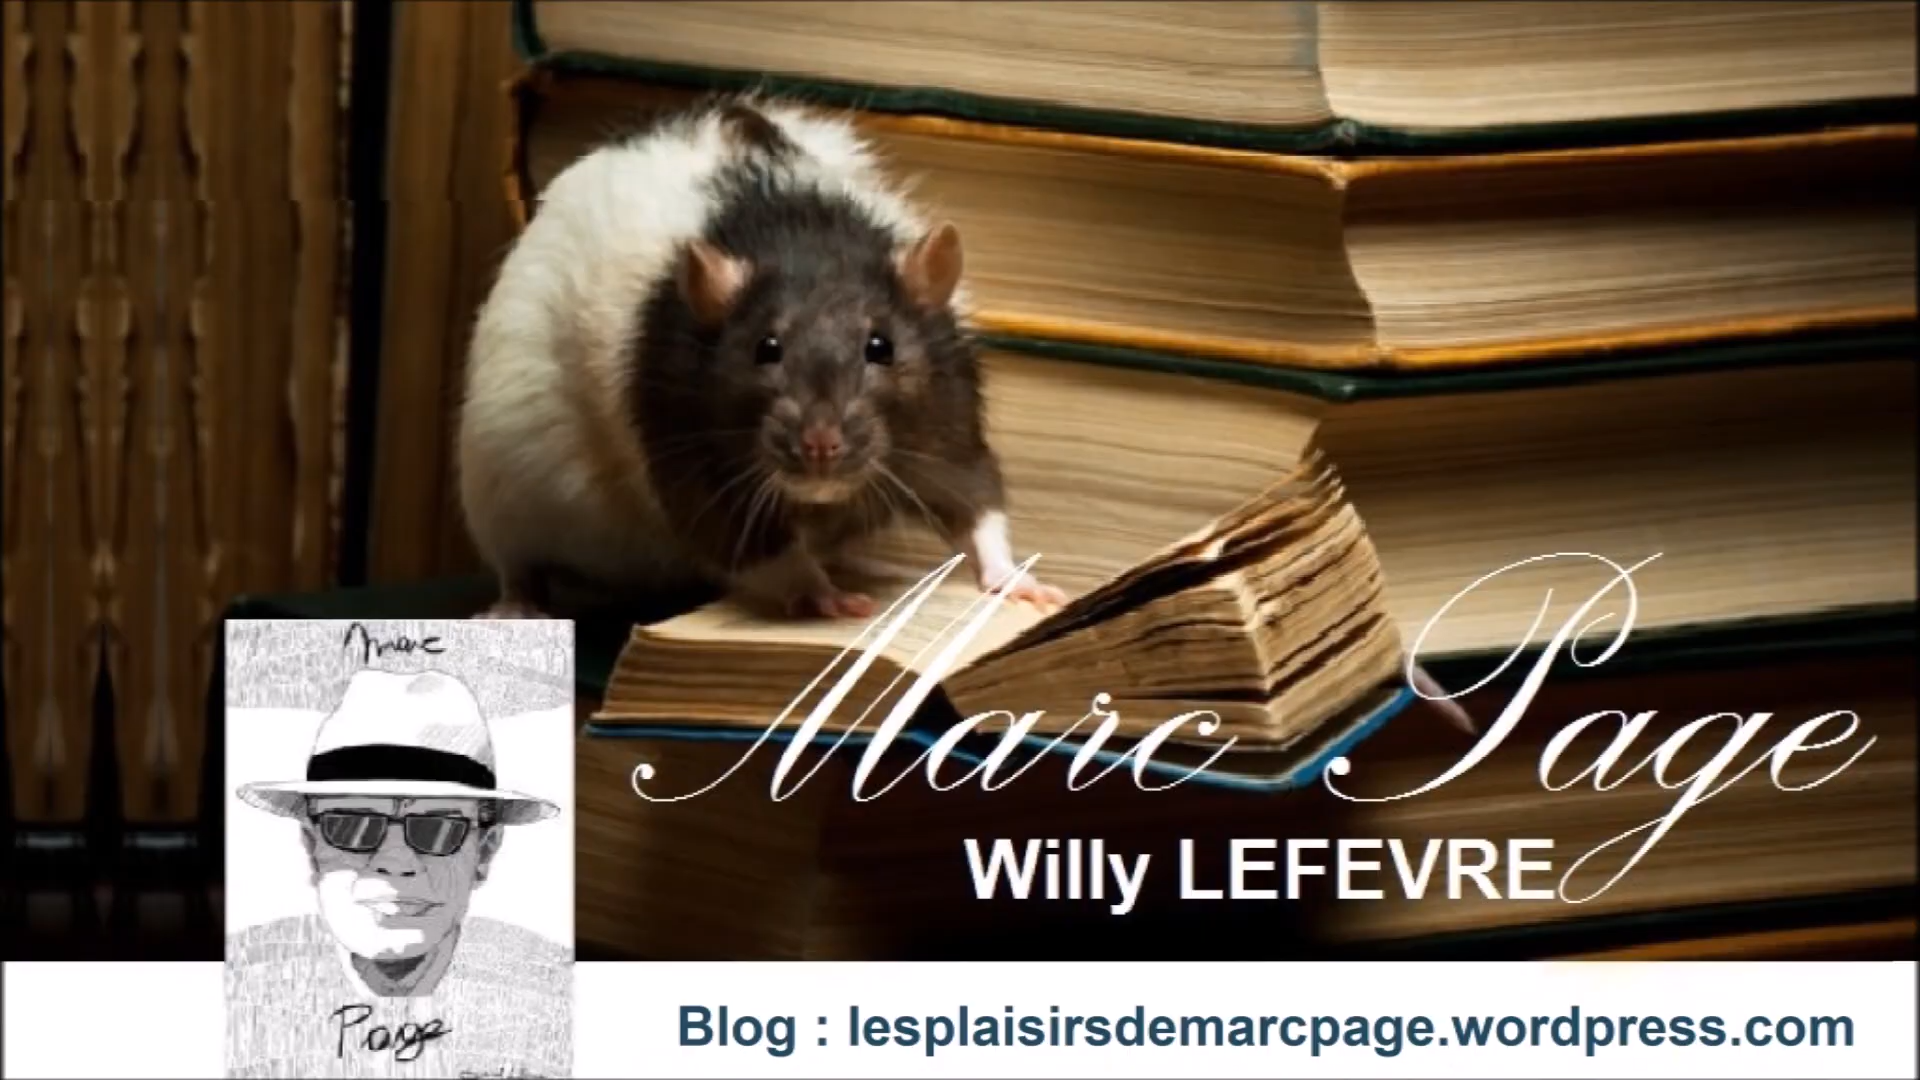 Marc Page
Willy LEFEVRE
Marc
Page
Blog : lesplaisirsdemarcpage.wordpress.com